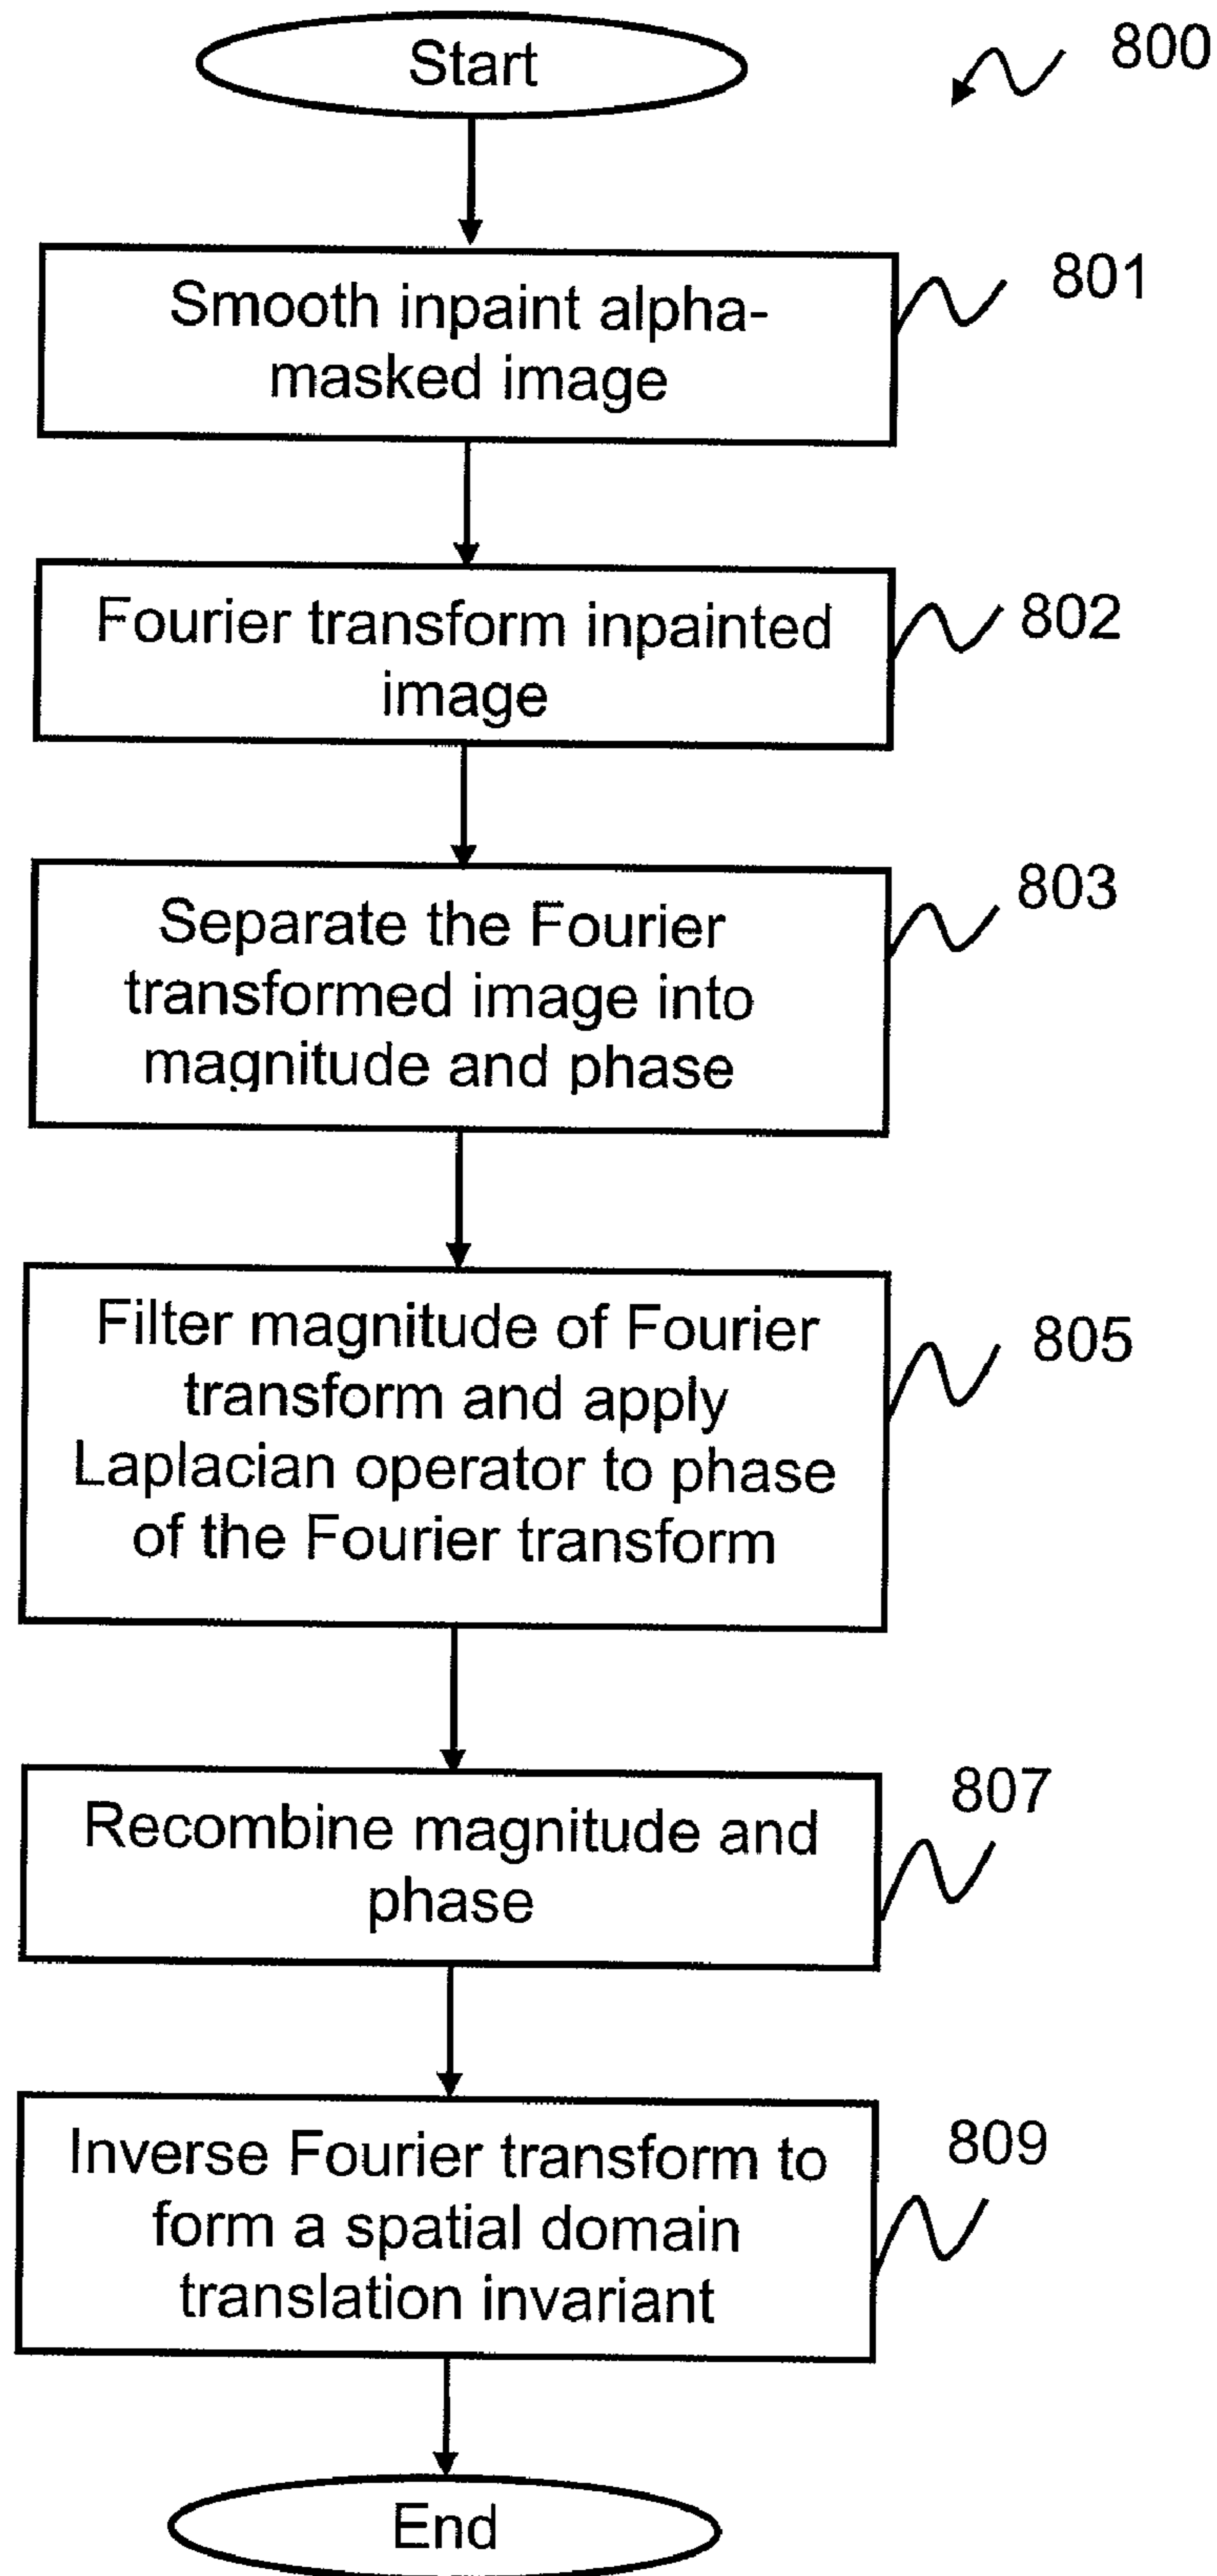 Start
800
Smooth inpaint alpha-
masked image
801
Fourier transform inpainted
image
802
Separate the Fourier
transformed image into
magnitude and phase
803
Filter magnitude of Fourier
transform and apply
Laplacian operator to phase
of the Fourier transform
805
Recombine magnitude and
phase
807
Inverse Fourier transform to
form a spatial domain
translation invariant
809
End